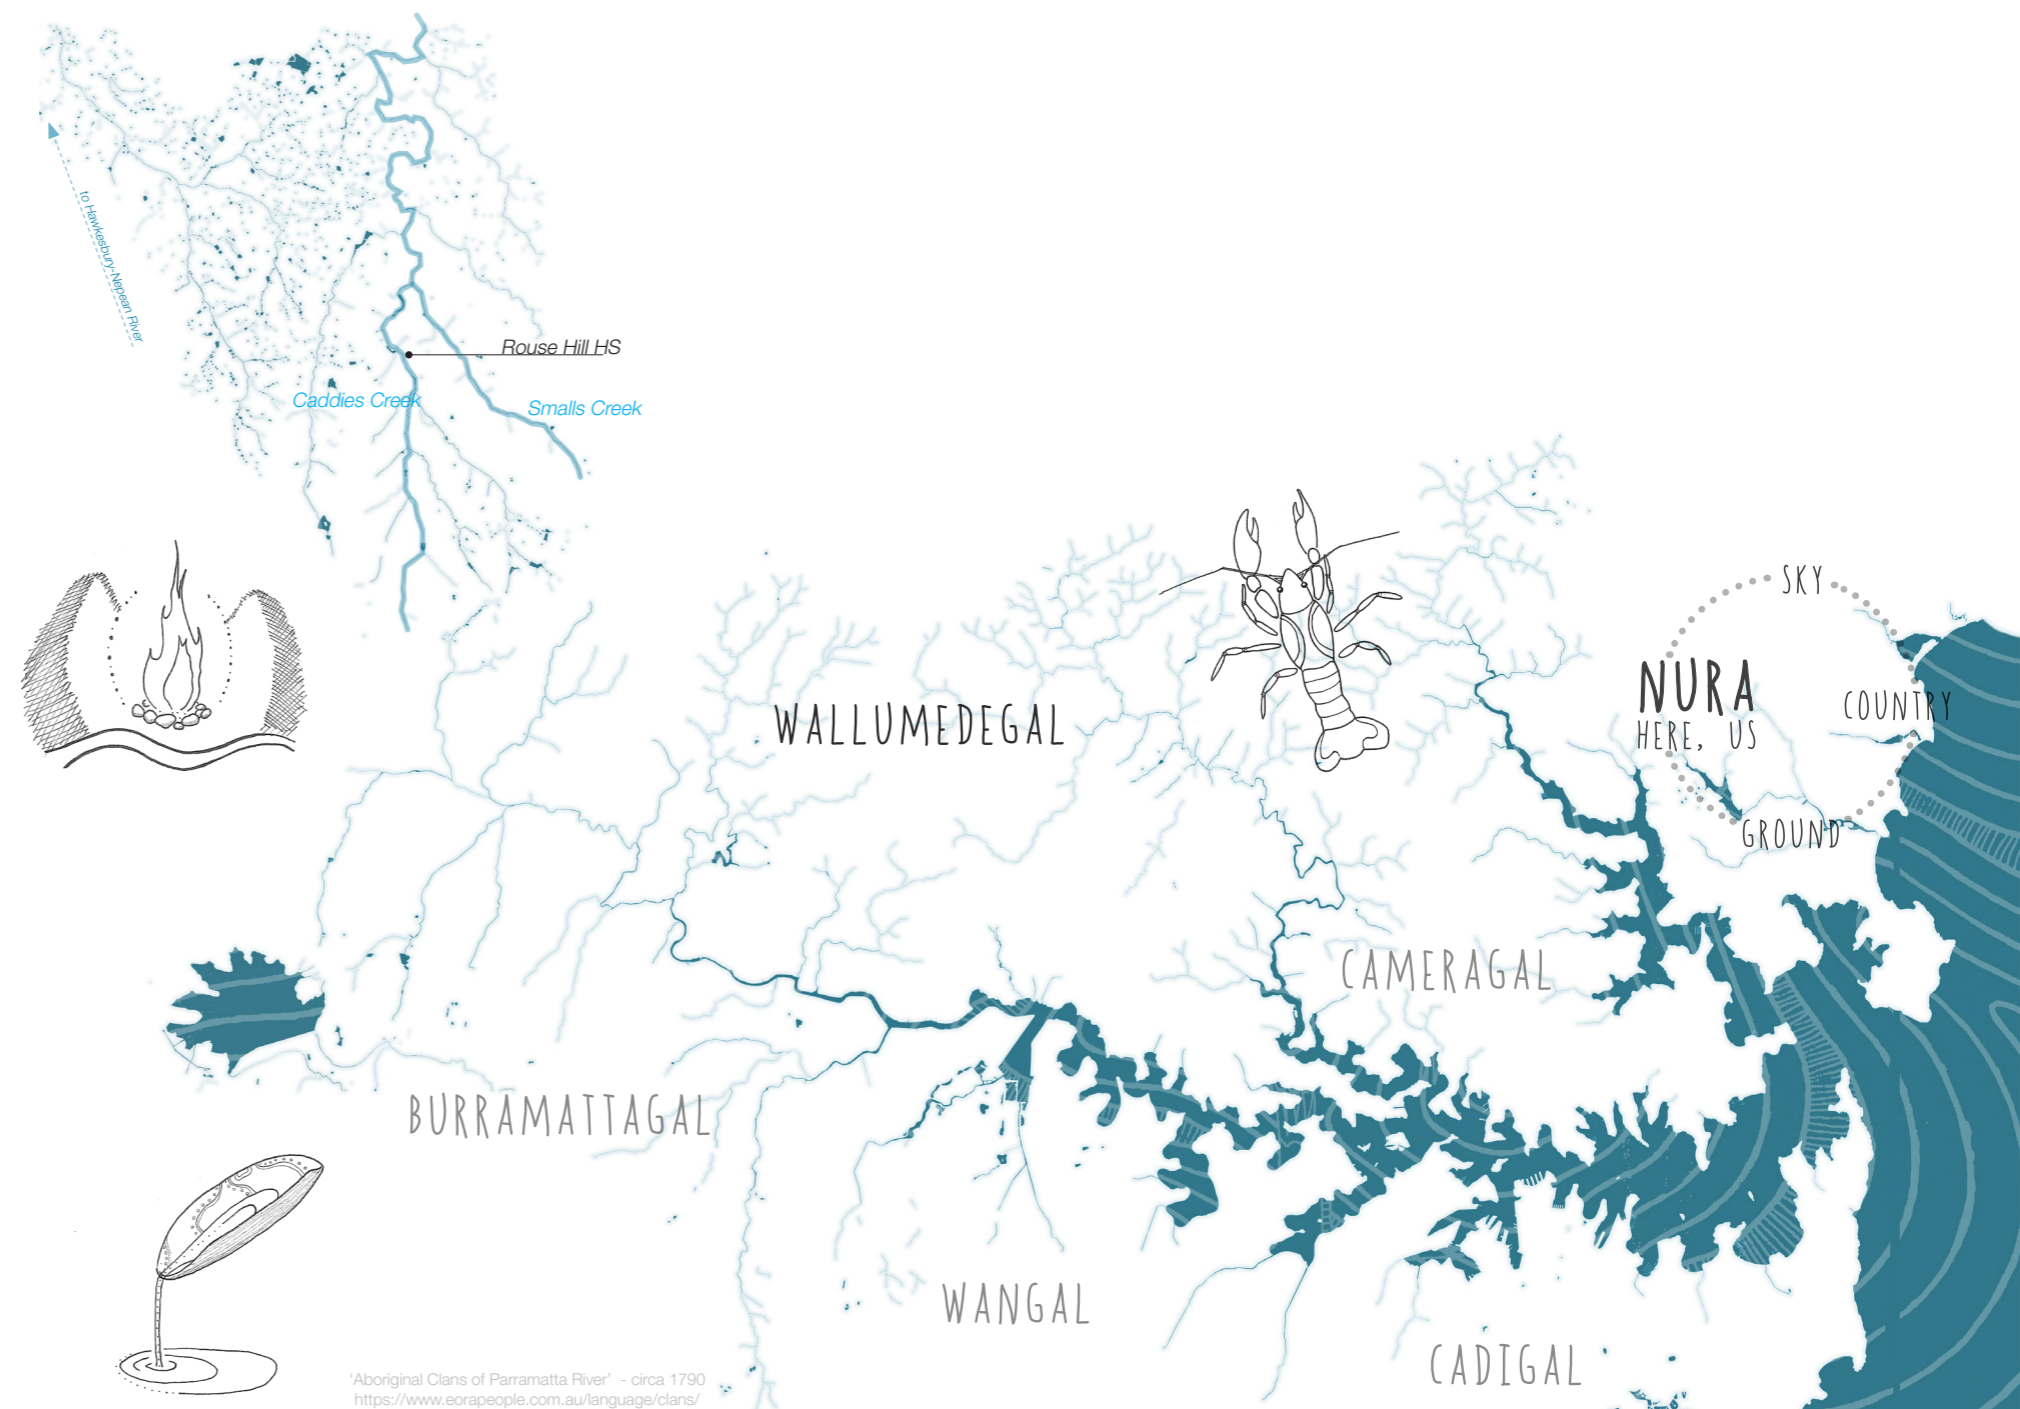 to Hawkesbury-Nepean River
Rouse Hill HS
Caddies Creek
Smalls Creek
SKY
NURA
HERE, US
COUNTRY
GROUND
WALLUMEDEGAL
CAMERAGAL
BURRAMATTAGAL
WANGAL
CADIGAL
'Aboriginal Clans of Parramatta River' - circa 1790
https://www.eorapeople.com.au/language/clans/